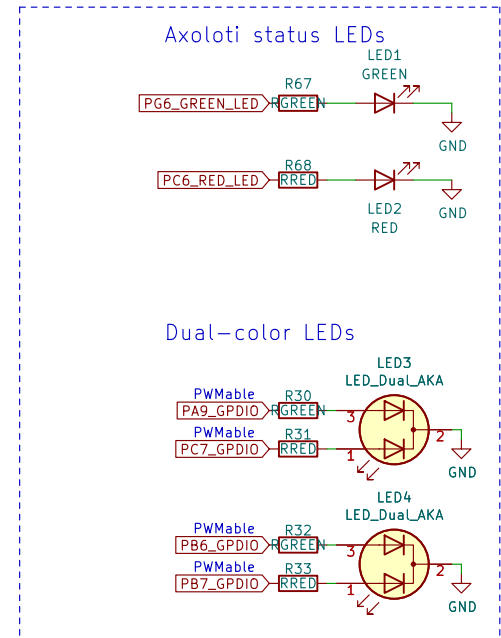 Axoloti status LEDs
LED1
GREEN
R67
PG6_GREEN_LED
RGREEN
GND
R68
PC6_RED_LED
RRED
LED2
RED
GND
Dual-color LEDs
LED3
LED_Dual_AKA
PWMable
R30
PA9_GPDIO
RGREEN
3
PWMable
R31
2
PC7_GPDIO
RRED
1
GND
LED4
LED_Dual_AKA
PWMable
R32
PB6_GPDIO
RGREEN
3
PWMable
R33
2
PB7_GPDIO
RRED
1
GND